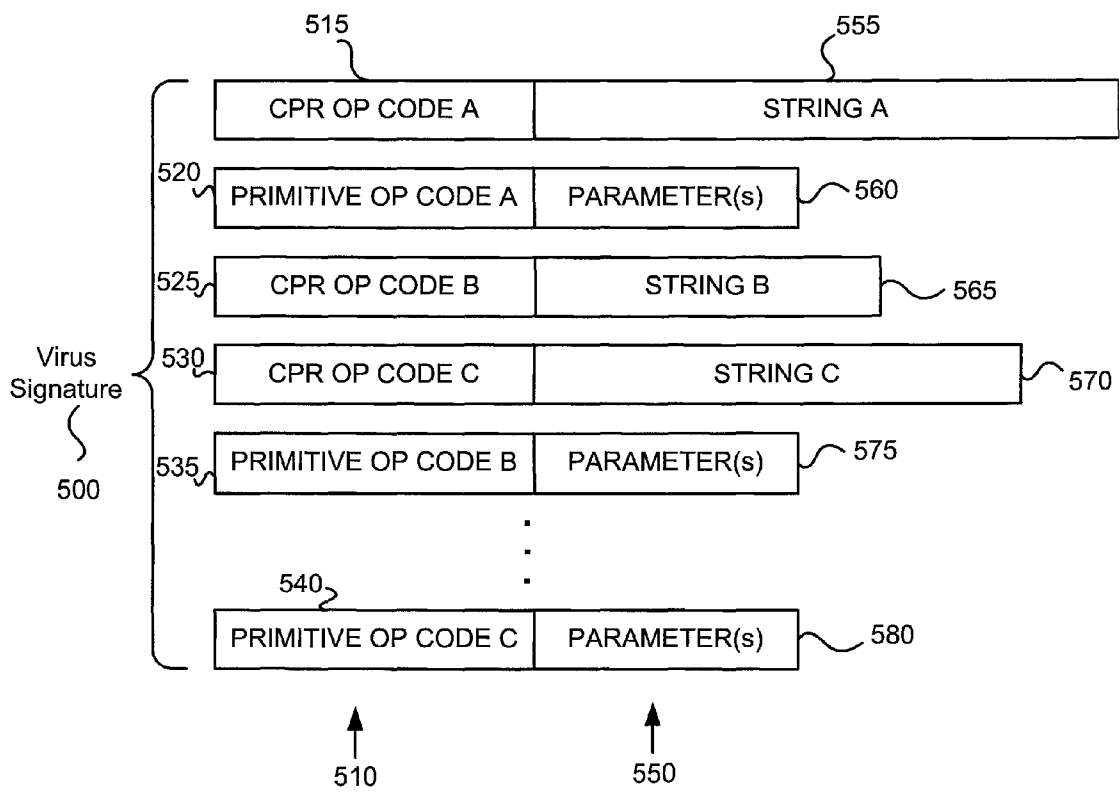 515
555
CPR OP CODE A
STRING A
520
PRIMITIVE OP CODE A
PARAMETER(s)
560
525
CPR OP CODE B
STRING B
565
Virus
Signature
500
530
CPR OP CODE C
STRING C
570
535
PRIMITIVE OP CODE B
PARAMETER(s)
575
540
PRIMITIVE OP CODE C
PARAMETER(s)
580
510
550